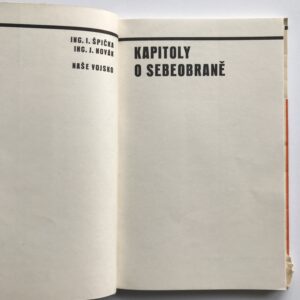 ING. I. ŠPIČKA
ING. J. NOVÁK
NAŠE VOJSKO
KAPITOLY
O SEBEOBRANĚ